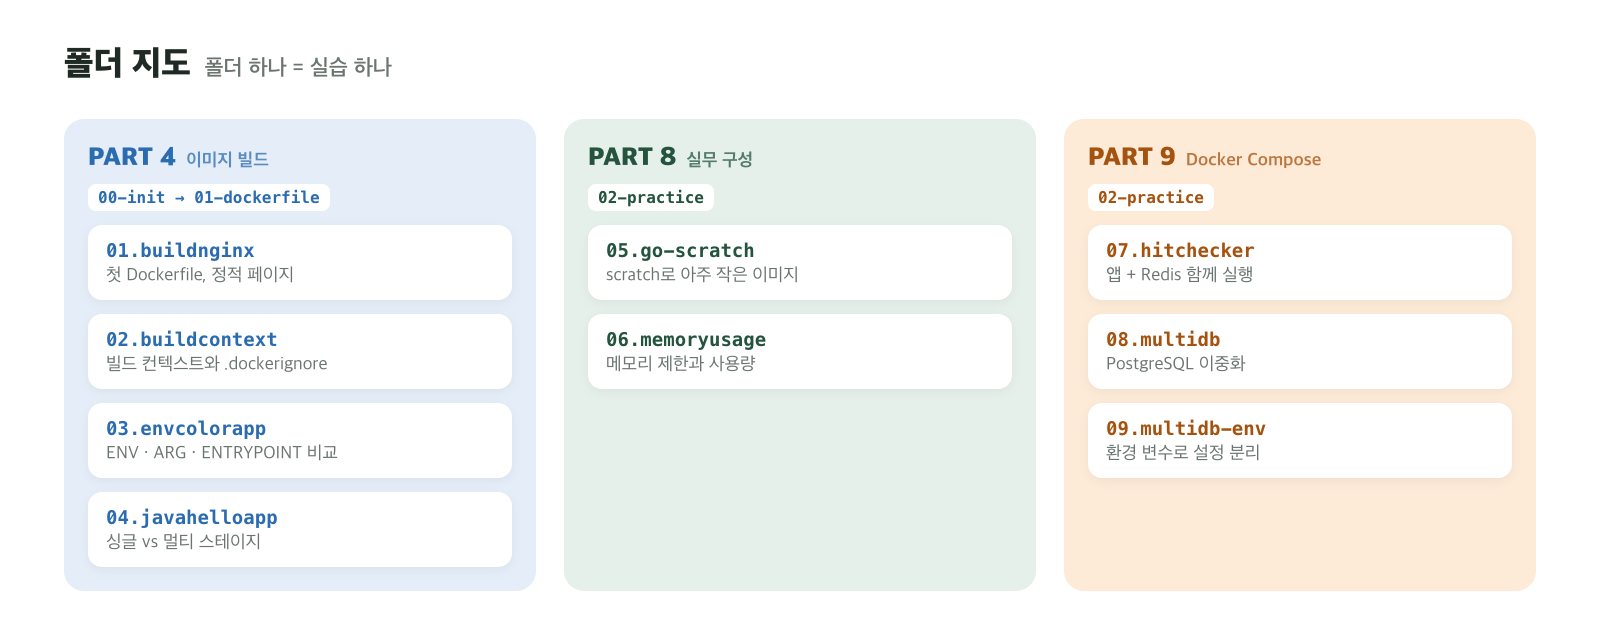 폴더 지도 폴더 하나 = 실습 하나
PART 4 이미지 빌드
00-init → 01-dockerfile
01.buildnginx
첫 Dockerfile, 정적 페이지
02.buildcontext
빌드 컨텍스트와 .dockerignore
03.envcolorapp
ENV · ARG · ENTRYPOINT 비교
04.javahelloapp
싱글 vs 멀티 스테이지
PART 8 실무 구성
02-practice
05.go-scratch
scratch로 아주 작은 이미지
06.memoryusage
메모리 제한과 사용량
PART 9 Docker Compose
02-practice
07.hitchecker
앱 + Redis 함께 실행
08.multidb
PostgreSQL 이중화
09.multidb-env
환경 변수로 설정 분리